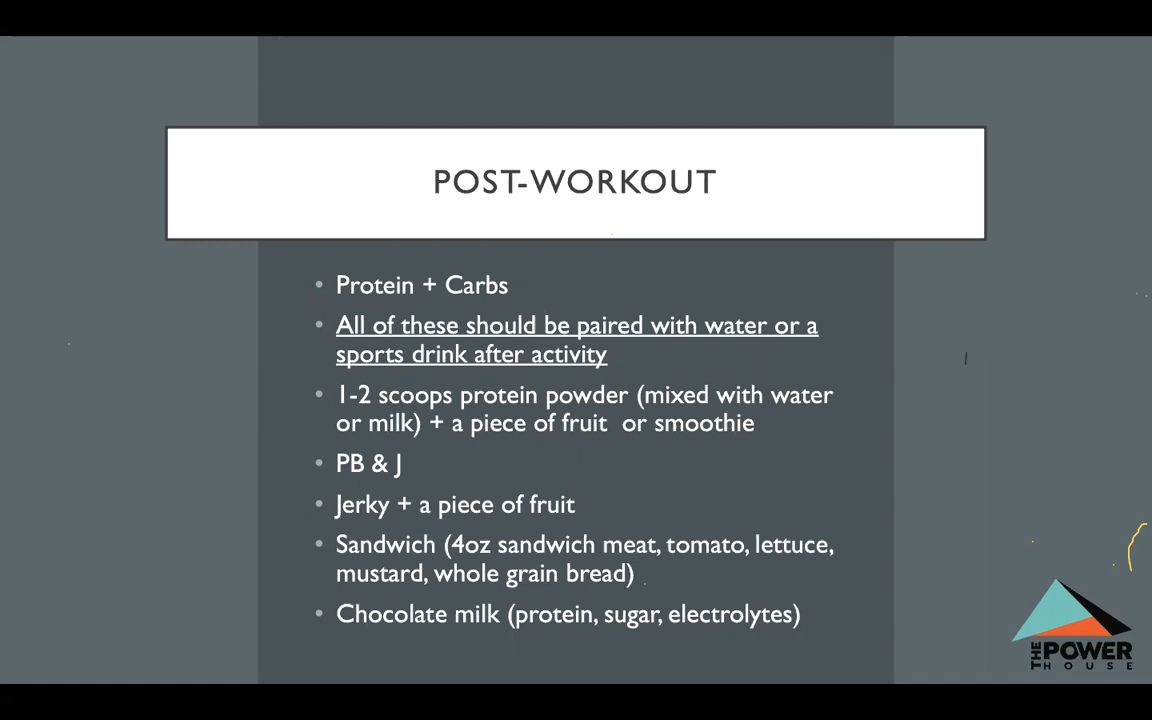 POST-WORKOUT
• Protein + Carbs
• All of these should be paired with water or a
sports drink after activity
• 1-2 scoops protein powder (mixed with water
or milk) + a piece of fruit  or smoothie
• PB & J
• Jerky + a piece of fruit
• Sandwich (4oz sandwich meat, tomato, lettuce,
mustard, whole grain bread)
• Chocolate milk (protein, sugar, electrolytes)
THE POWER
HOUSE